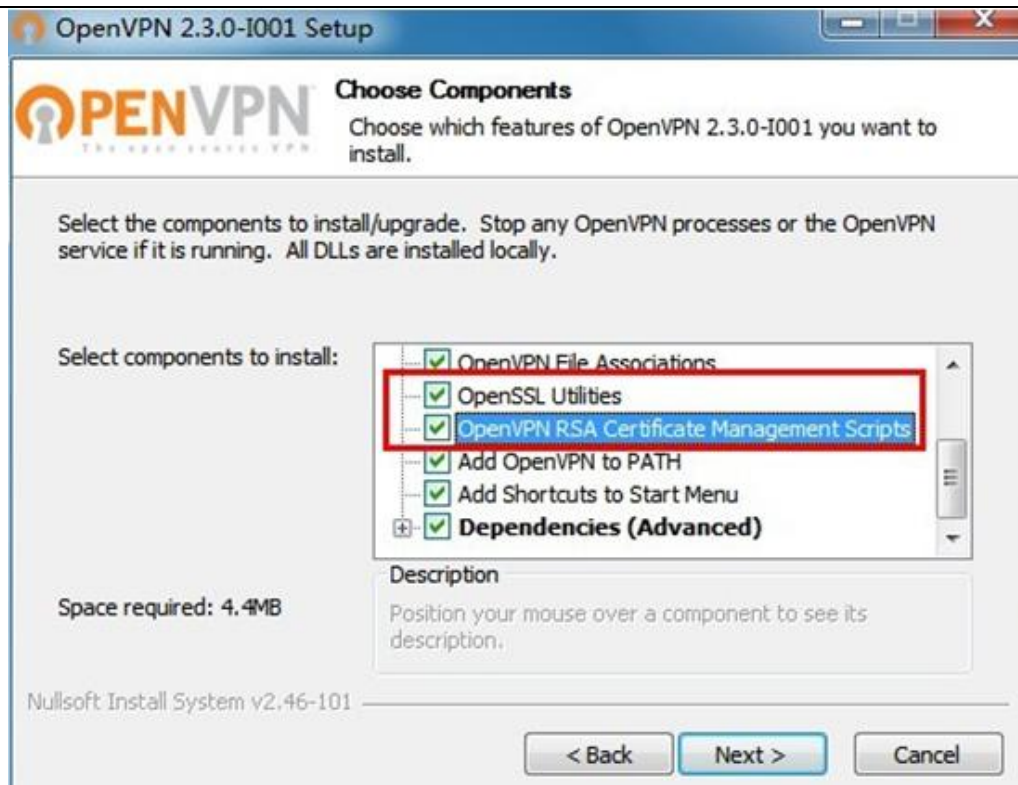 OpenVPN 2.3.0-I001 Setup
OPENVPN
The open source VPN
Choose Components
Choose which features of OpenVPN 2.3.0-I001 you want to
install.
Select the components to install/upgrade. Stop any OpenVPN processes or the OpenVPN
service if it is running. All DLLs are installed locally.
Select components to install:
OpenVPN File Associations
OpenSSL Utilities
OpenVPN RSA Certificate Management Scripts
Add OpenVPN to PATH
Add Shortcuts to Start Menu
Dependencies (Advanced)
Space required: 4.4MB
Description
Position your mouse over a component to see its
description.
Nullsoft Install System v2.46-101
< Back
Next >
Cancel